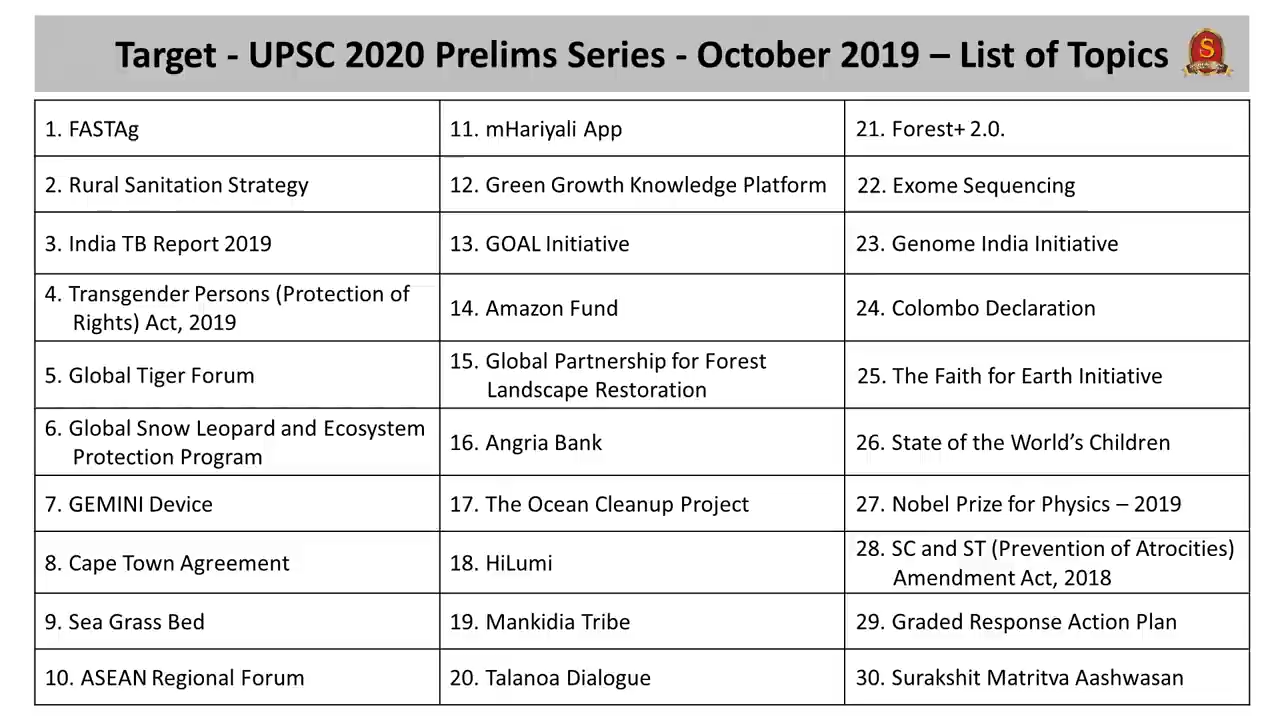 Target - UPSC 2020 Prelims Series - October 2019 – List of Topics
S
1. FASTAg
11. mHariyali App
21. Forest+ 2.0.
2. Rural Sanitation Strategy
12. Green Growth Knowledge Platform
22. Exome Sequencing
3. India TB Report 2019
13. GOAL Initiative
23. Genome India Initiative
4. Transgender Persons (Protection of
Rights) Act, 2019
14. Amazon Fund
24. Colombo Declaration
5. Global Tiger Forum
15. Global Partnership for Forest
Landscape Restoration
25. The Faith for Earth Initiative
6. Global Snow Leopard and Ecosystem
Protection Program
16. Angria Bank
26. State of the World's Children
7. GEMINI Device
17. The Ocean Cleanup Project
27. Nobel Prize for Physics – 2019
8. Cape Town Agreement
18. HiLumi
28. SC and ST (Prevention of Atrocities)
Amendment Act, 2018
9. Sea Grass Bed
19. Mankidia Tribe
29. Graded Response Action Plan
10. ASEAN Regional Forum
20. Talanoa Dialogue
30. Surakshit Matritva Aashwasan